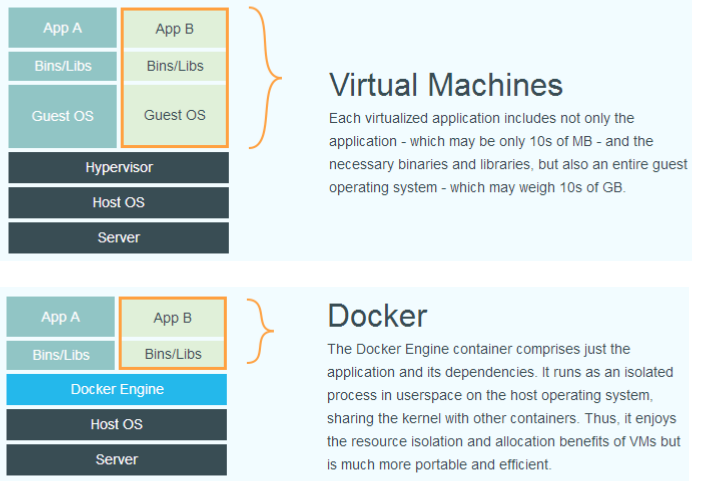 App A
App B
Bins/Libs
Bins/Libs
Guest OS
Guest OS
Hypervisor
Host OS
Server
Virtual Machines
Each virtualized application includes not only the
application - which may be only 10s of MB - and the
necessary binaries and libraries, but also an entire guest
operating system - which may weigh 10s of GB.
App A
App B
Bins/Libs
Bins/Libs
Docker Engine
Host OS
Server
Docker
The Docker Engine container comprises just the
application and its dependencies. It runs as an isolated
process in userspace on the host operating system,
sharing the kernel with other containers. Thus, it enjoys
the resource isolation and allocation benefits of VMs but
is much more portable and efficient.